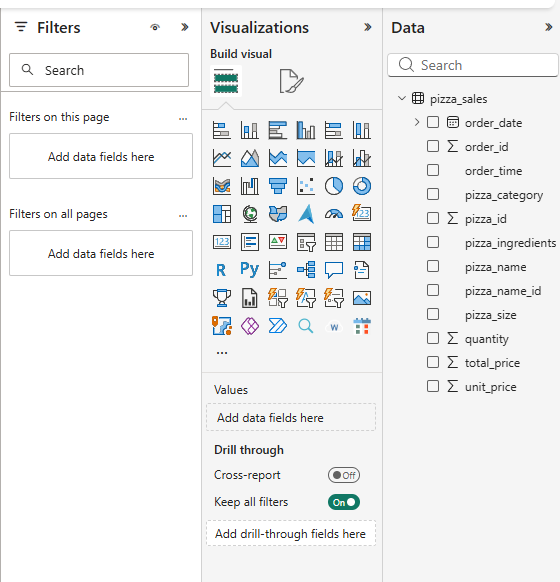 Filters
Search
Filters on this page
...
Add data fields here
Filters on all pages
...
Add data fields here
Visualizations
Build visual
123
123
R
Py
W
...
Values
Add data fields here
Drill through
Cross-report
Off
Keep all filters
On
Add drill-through fields here
Data
Search
pizza_sales
order_date
order_id
order_time
pizza_category
pizza_id
pizza_ingredients
pizza_name
pizza_name_id
pizza_size
quantity
total_price
unit_price